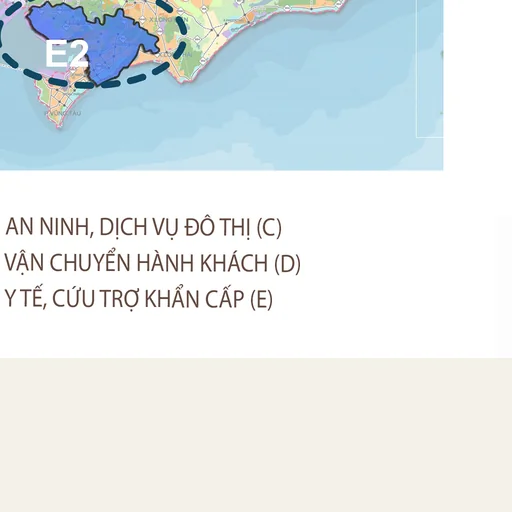 E2
AN NINH, DỊCH VỤ ĐÔ THỊ (C)
VẬN CHUYỂN HÀNH KHÁCH (D)
Y TẾ, CỨU TRỢ KHẨN CẤP (E)